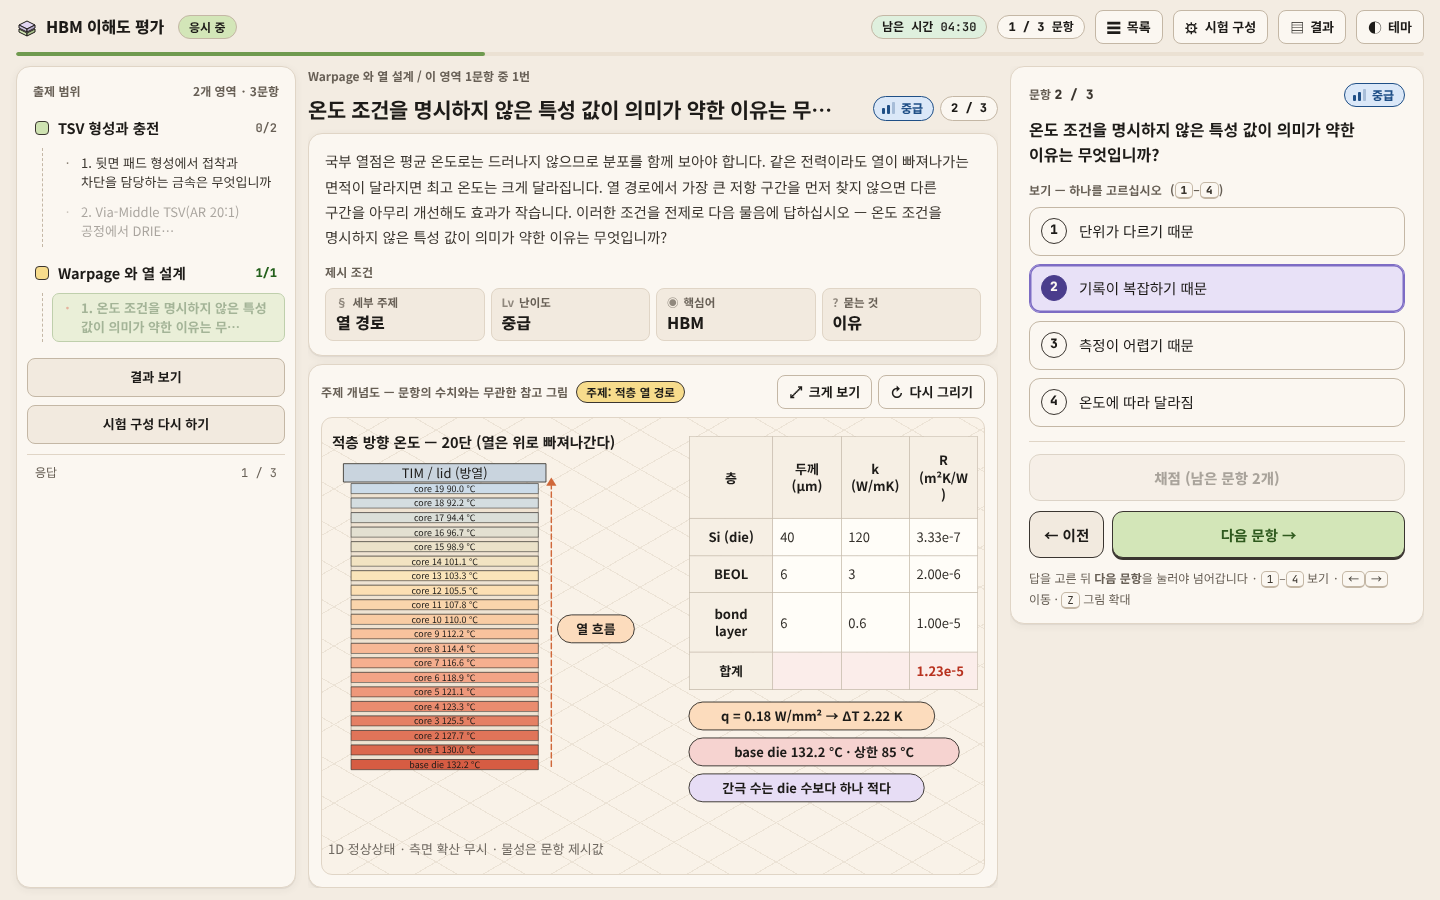 HBM 이해도 평가
응시 중
남은 시간 04:30
1 / 3 문항
목록
시험 구성
결과
테마
출제 범위
2개 영역 · 3문항
TSV 형성과 충전
0/2
· 1. 뒷면 패드 형성에서 접착과
차단을 담당하는 금속은 무엇입니까
· 2. Via-Middle TSV(AR 20:1)
공정에서 DRIE…
Warpage 와 열 설계
1/1
· 1. 온도 조건을 명시하지 않은 특성
값이 의미가 약한 이유는 무…
결과 보기
시험 구성 다시 하기
응답
1 / 3
Warpage 와 열 설계 / 이 영역 1문항 중 1번
온도 조건을 명시하지 않은 특성 값이 의미가 약한 이유는 무…
중급
2 / 3
국부 열점은 평균 온도로는 드러나지 않으므로 분포를 함께 보아야 합니다. 같은 전력이라도 열이 빠져나가는
면적이 달라지면 최고 온도는 크게 달라집니다. 열 경로에서 가장 큰 저항 구간을 먼저 찾지 않으면 다른
구간을 아무리 개선해도 효과가 작습니다. 이러한 조건을 전제로 다음 물음에 답하십시오 — 온도 조건을
명시하지 않은 특성 값이 의미가 약한 이유는 무엇입니까?
제시 조건
§ 세부 주제
열 경로
Lv 난이도
중급
◉ 핵심어
HBM
? 묻는 것
이유
주제 개념도 — 문항의 수치와는 무관한 참고 그림
주제: 적층 열 경로
크게 보기
다시 그리기
적층 방향 온도 — 20단 (열은 위로 빠져나간다)
TIM / lid (방열)
core 19 90.0 °C
core 18 92.2 °C
core 17 94.4 °C
core 16 96.7 °C
core 15 98.9 °C
core 14 101.1 °C
core 13 103.3 °C
core 12 105.5 °C
core 11 107.8 °C
core 10 110.0 °C
core 9 112.2 °C
core 8 114.4 °C
core 7 116.6 °C
core 6 118.9 °C
core 5 121.1 °C
core 4 123.3 °C
core 3 125.5 °C
core 2 127.7 °C
core 1 130.0 °C
base die 132.2 °C
열 흐름
층
두께
(μm)
k
(W/mK)
R
(m²K/W
)
Si (die)
40
120
3.33e-7
BEOL
6
3
2.00e-6
bond
layer
6
0.6
1.00e-5
합계
1.23e-5
q = 0.18 W/mm² → ΔT 2.22 K
base die 132.2 °C · 상한 85 °C
간극 수는 die 수보다 하나 적다
1D 정상상태 · 측면 확산 무시 · 물성은 문항 제시값
문항 2 / 3
중급
온도 조건을 명시하지 않은 특성 값이 의미가 약한
이유는 무엇입니까?
보기 — 하나를 고르십시오 (1–4)
1 단위가 다르기 때문
2 기록이 복잡하기 때문
3 측정이 어렵기 때문
4 온도에 따라 달라짐
채점 (남은 문항 2개)
← 이전
다음 문항 →
답을 고른 뒤 다음 문항을 눌러야 넘어갑니다 · 1–4 보기 · ← →
이동 · Z 그림 확대